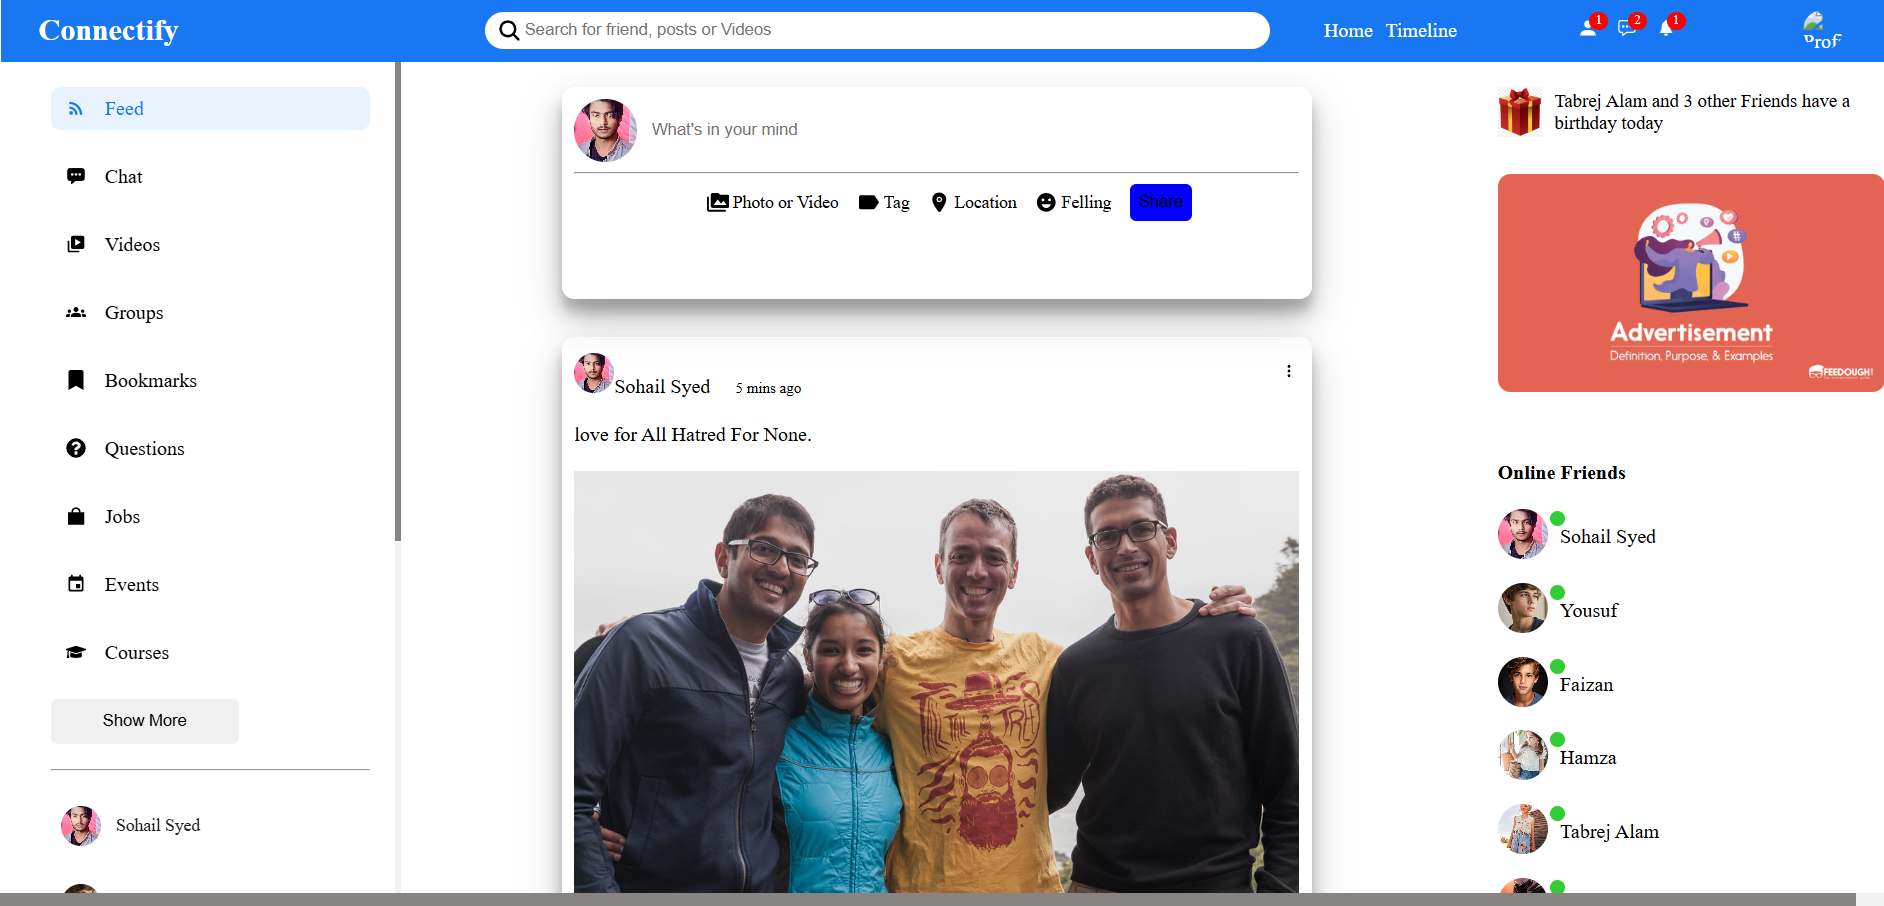 Connectify
Search for friend, posts or Videos
Home Timeline
1
2
1
Prof
Feed
Chat
Videos
Groups
Bookmarks
Questions
Jobs
Events
Courses
Show More
Sohail Syed
What's in your mind
Photo or Video Tag Location Felling Share
Sohail Syed 5 mins ago
love for All Hatred For None.
Tabrej Alam and 3 other Friends have a
birthday today
Advertisement
Definition, Purpose, & Examples
FEEDOUGH
Online Friends
Sohail Syed
Yousuf
Faizan
Hamza
Tabrej Alam